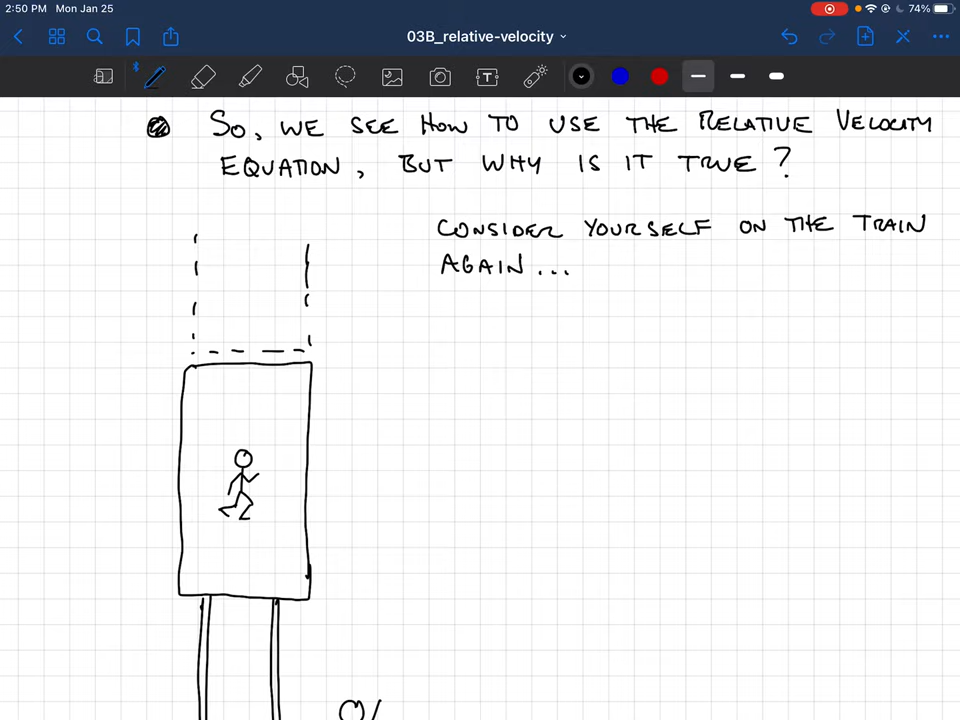 2:50 PM Mon Jan 25
74%
03B_relative-velocity
T
So, WE SEE HOW TO USE THE RELATIVE VELOCITY
EQUATION, BUT WHY IS IT TRUE?
CONSIDER YOURSELF ON THE TRAIN
AGAIN...